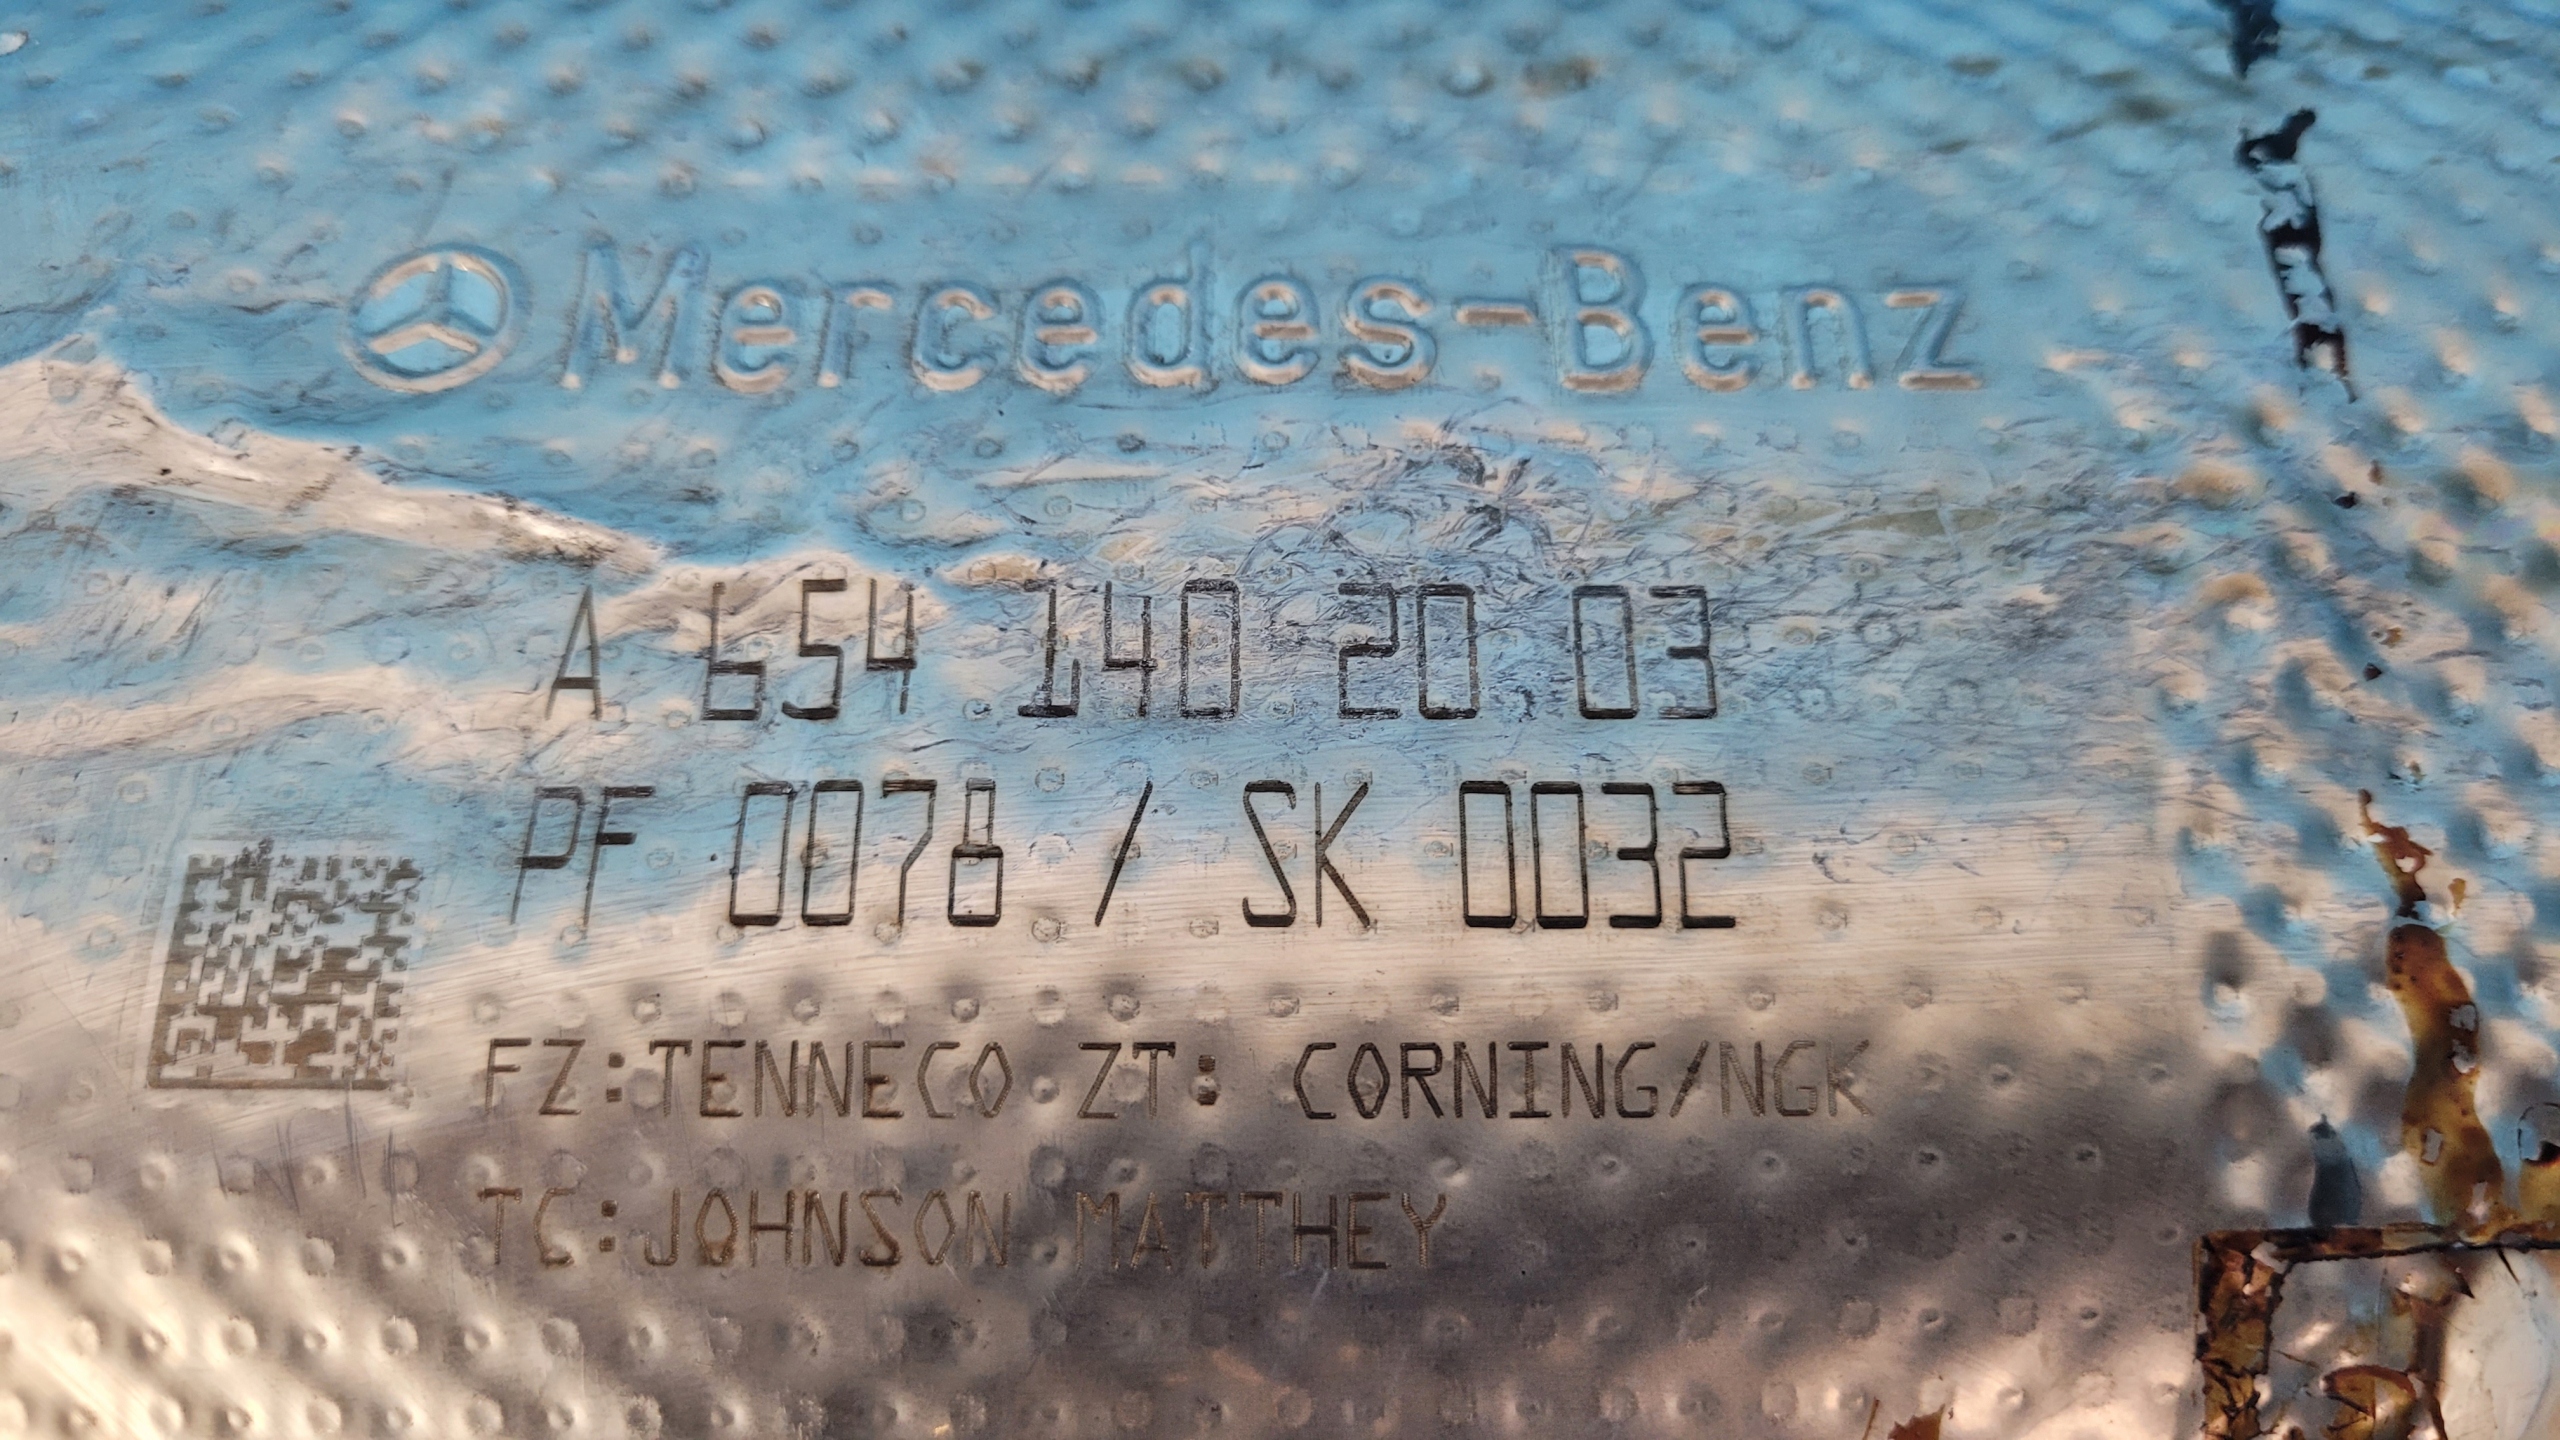 Mercedes-Benz
A 654 140 20 03
PF 0078 / SK 0032
FZ:TENNECO ZT: CORNING/NGK
TC:JOHNSON MATTHEY